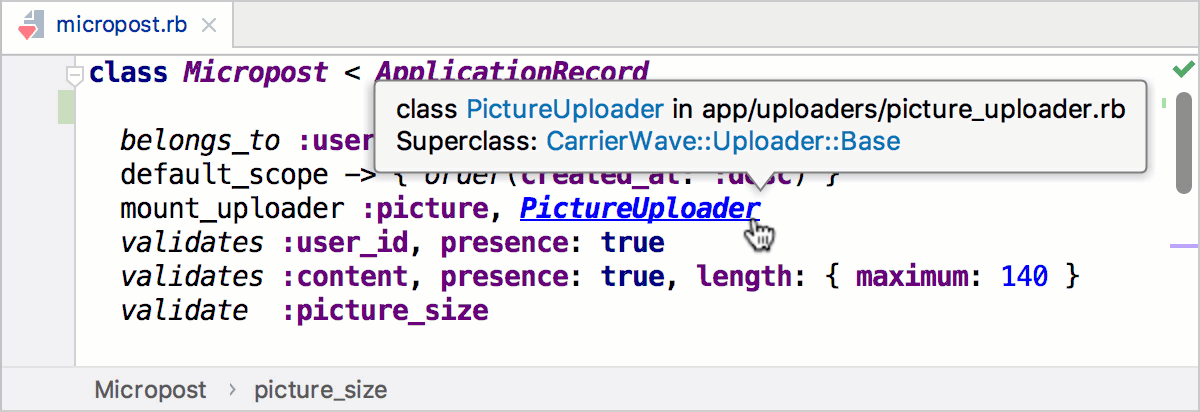 micropost.rb
class Micropost < ApplicationRecord
class PictureUploader in app/uploaders/picture_uploader.rb
Superclass: CarrierWave::Uploader::Base
belongs_to :user
default_scope -> { order(created_at: :desc) }
mount_uploader :picture, PictureUploader
validates :user_id, presence: true
validates :content, presence: true, length: { maximum: 140 }
validate :picture_size
Micropost › picture_size